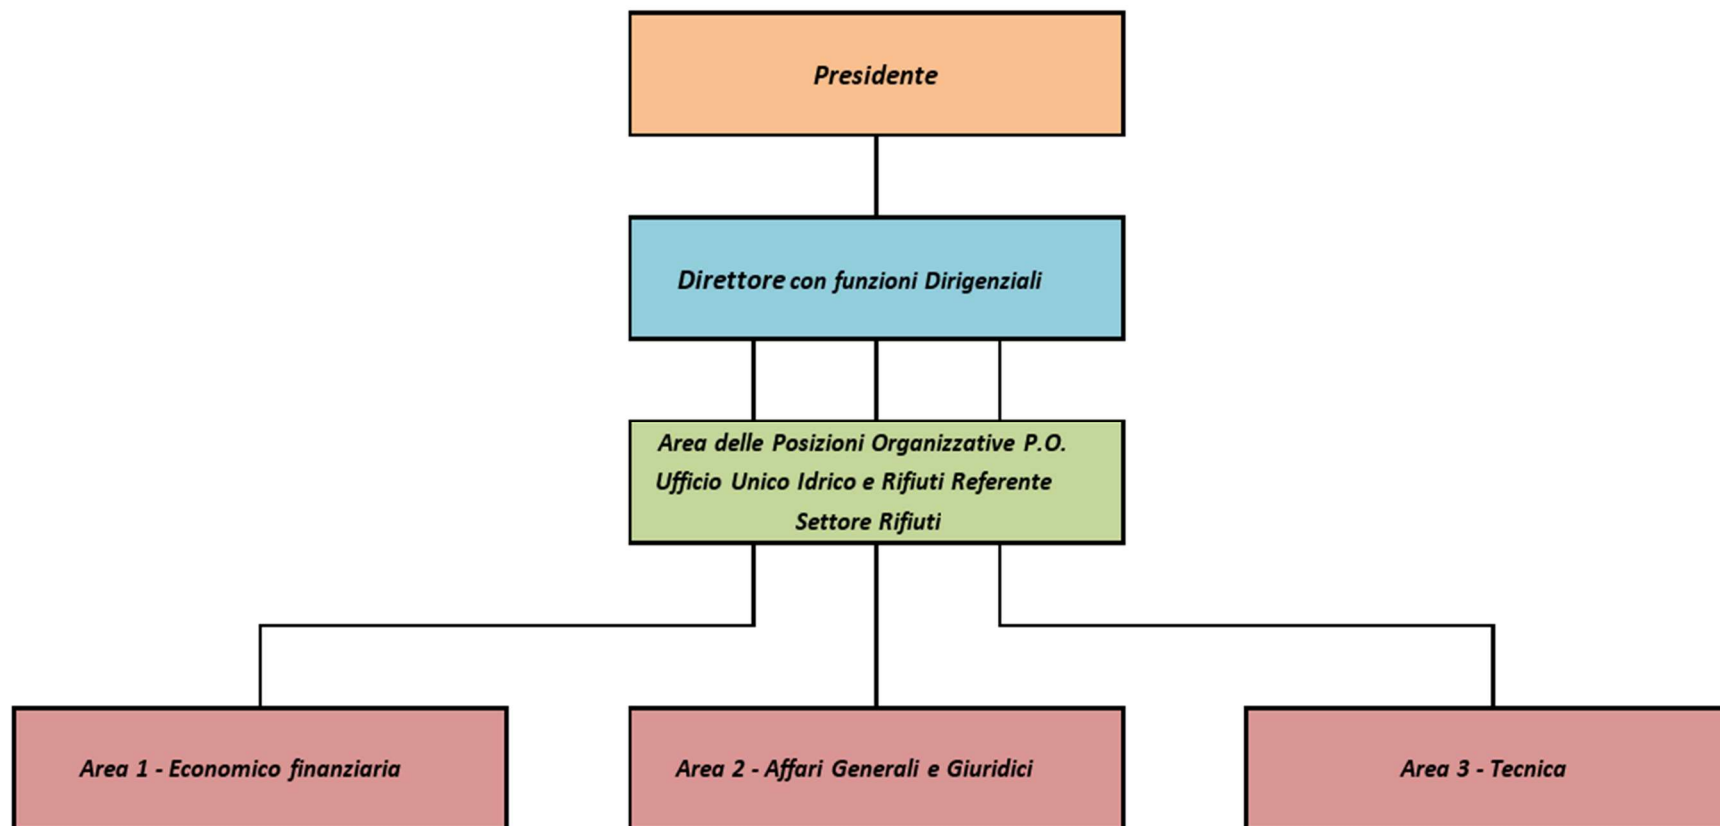 Presidente
Direttore con funzioni Dirigenziali
Area delle Posizioni Organizzative P.O.
Ufficio Unico Idrico e Rifiuti Referente
Settore Rifiuti
Area 1 - Economico finanziaria
Area 2 - Affari Generali e Giuridici
Area 3 - Tecnica